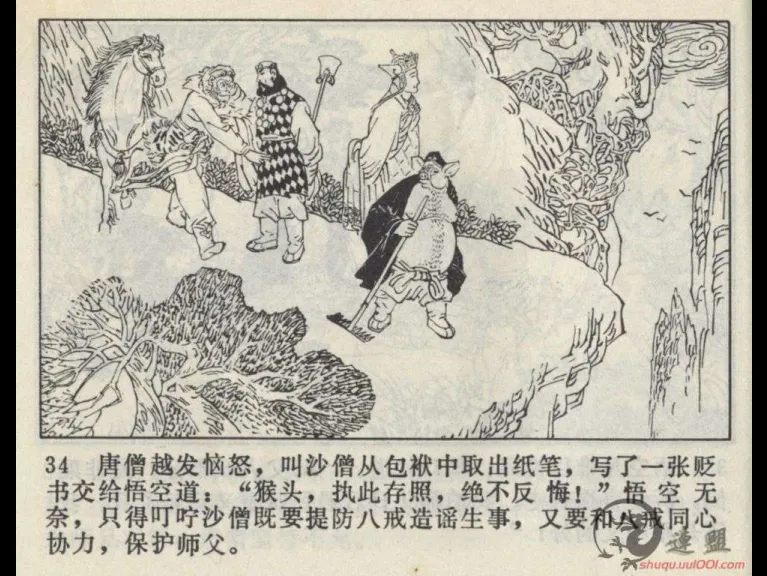 34 唐僧越发恼怒，叫沙僧从包袱中取出纸笔，写了一张贬
书交给悟空道：“猴头，执此存照，绝不反悔！”悟空无
奈，只得叮咛沙僧既要提防八戒造谣生事，又要和八戒同心
协力，保护师父。
連盟
shuqu.uu1001.com